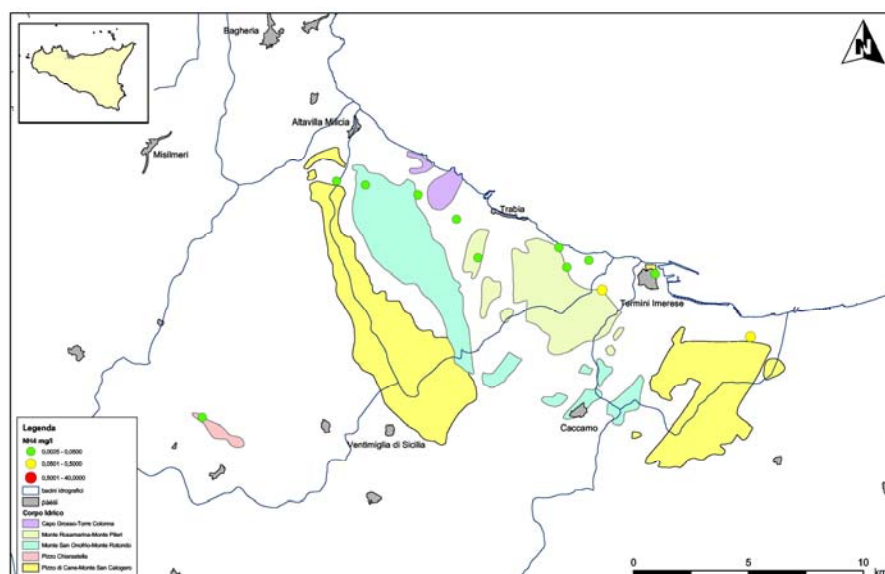 Bagheria
N
Altavilla Milicia
Misilmeri
Trabia
Termini Imerese
Caccamo
Ventimiglia di Sicilia
Legenda
NH4 mg/l
0,0025 - 0,0500
0,0501 - 0,5000
0,5001 - 40,0000
bacini idrografici
Corpo Idrico
Capo Grosso-Torre Colonna
Monte Rosamarina-Monte Pileri
Monte San Onofrio-Monte Rotondo
Pizzo Chiarastella
Pizzo di Cane-Monte San Calogero
0 5 10
km